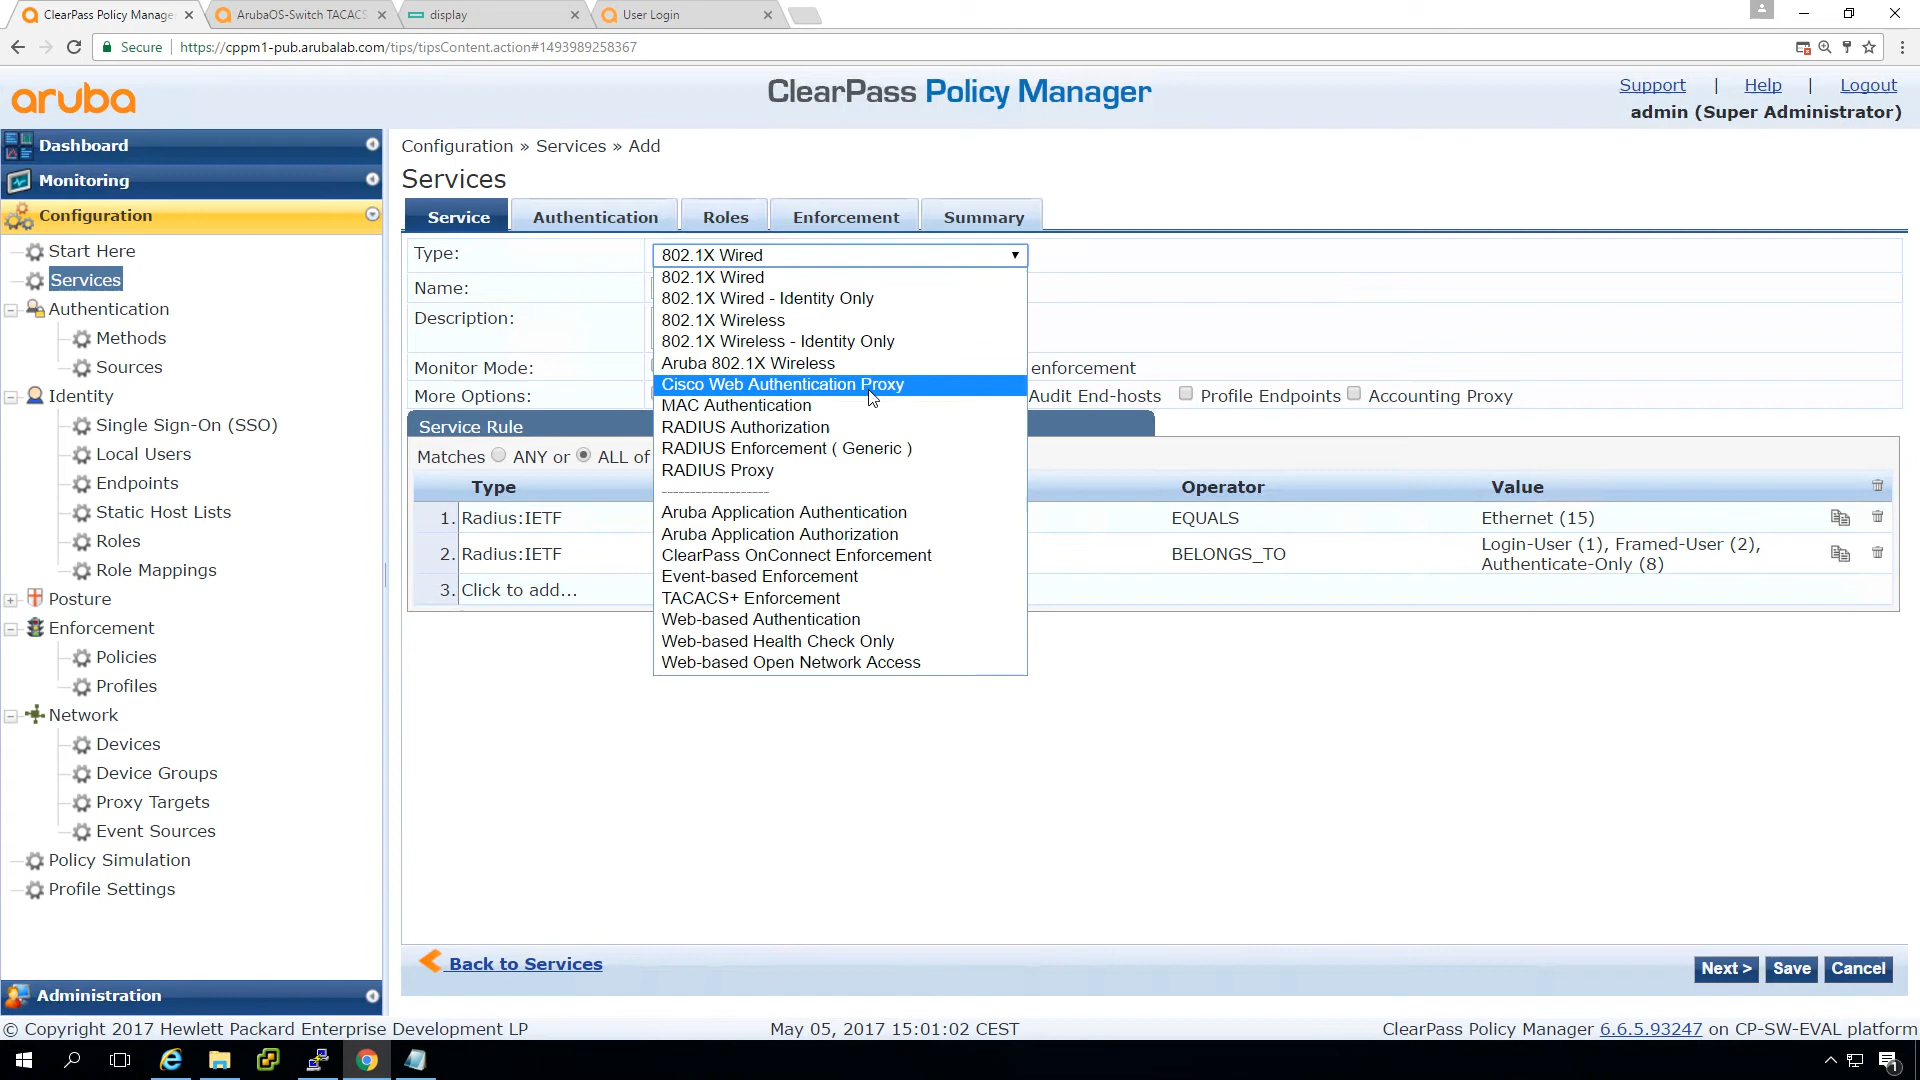 ClearPass Policy Manager
ArubaOS-Switch TACACS
display
User Login
Secure
https://cppm1-pub.arubalab.com/tips/tipsContent.action#1493989258367
aruba
ClearPass Policy Manager
Support | Help | Logout
admin (Super Administrator)
Dashboard
Monitoring
Configuration
Start Here
Services
Authentication
Methods
Sources
Identity
Single Sign-On (SSO)
Local Users
Endpoints
Static Host Lists
Roles
Role Mappings
Posture
Enforcement
Policies
Profiles
Network
Devices
Device Groups
Proxy Targets
Event Sources
Policy Simulation
Profile Settings
Administration
Configuration » Services » Add
Services
Service
Authentication
Roles
Enforcement
Summary
Type:
802.1X Wired
802.1X Wired
802.1X Wired - Identity Only
802.1X Wireless
802.1X Wireless - Identity Only
Aruba 802.1X Wireless
Cisco Web Authentication Proxy
MAC Authentication
RADIUS Authorization
RADIUS Enforcement ( Generic )
RADIUS Proxy
--------------------
Aruba Application Authentication
Aruba Application Authorization
ClearPass OnConnect Enforcement
Event-based Enforcement
TACACS+ Enforcement
Web-based Authentication
Web-based Health Check Only
Web-based Open Network Access
Name:
Description:
Monitor Mode:
enforcement
More Options:
Audit End-hosts
Profile Endpoints
Accounting Proxy
Service Rule
Matches ANY or ALL of
Type Operator Value
1. Radius:IETF EQUALS Ethernet (15)
2. Radius:IETF BELONGS_TO Login-User (1), Framed-User (2),
Authenticate-Only (8)
3. Click to add...
Back to Services
Next > Save Cancel
© Copyright 2017 Hewlett Packard Enterprise Development LP
May 05, 2017 15:01:02 CEST
ClearPass Policy Manager 6.6.5.93247 on CP-SW-EVAL platform
1